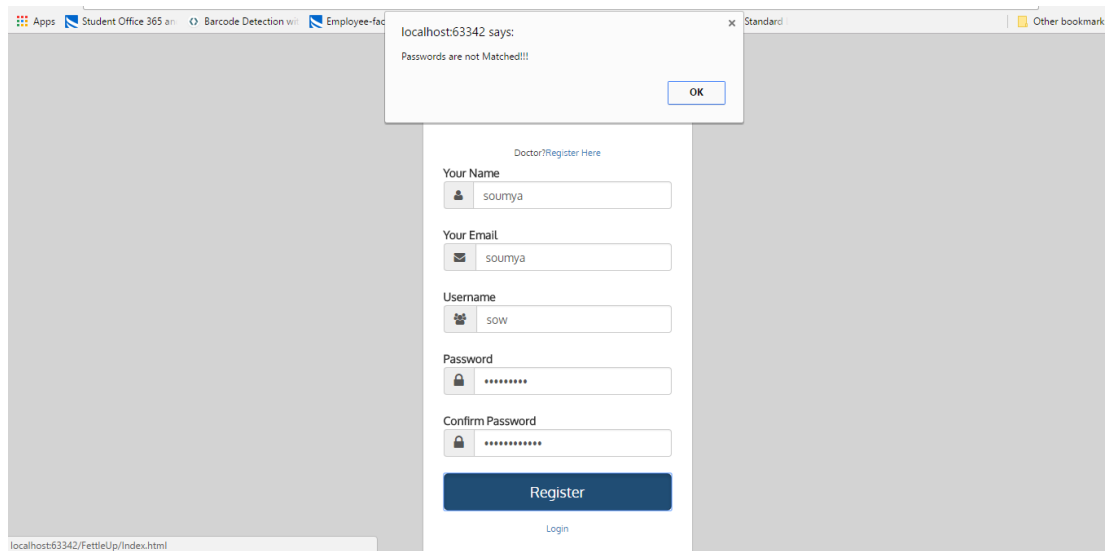 Apps Student Office 365 an Barcode Detection wit Employee-fac Standard Other bookmark
localhost:63342 says:
Passwords are not Matched!!!
OK
Doctor?Register Here
Your Name
soumya
Your Email
soumya
Username
sow
Password
•••••••••
Confirm Password
••••••••••••
Register
Login
localhost:63342/FettleUp/Index.html